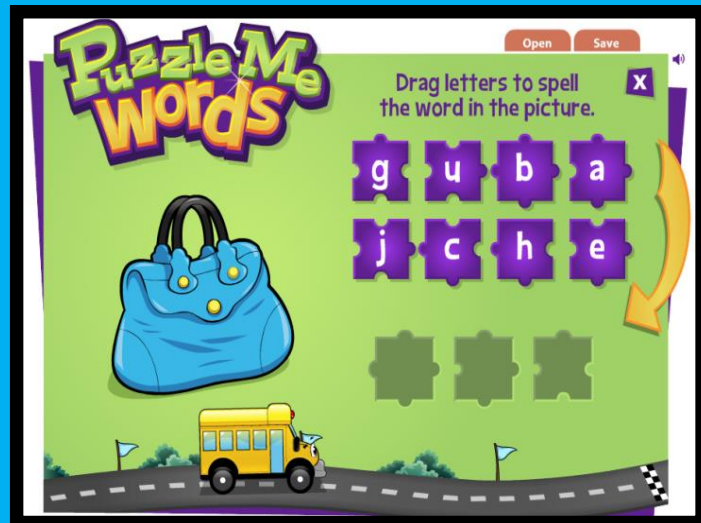 Puzzle Me
Words
Open Save
X
Drag letters to spell
the word in the picture.
g u b a
j c h e